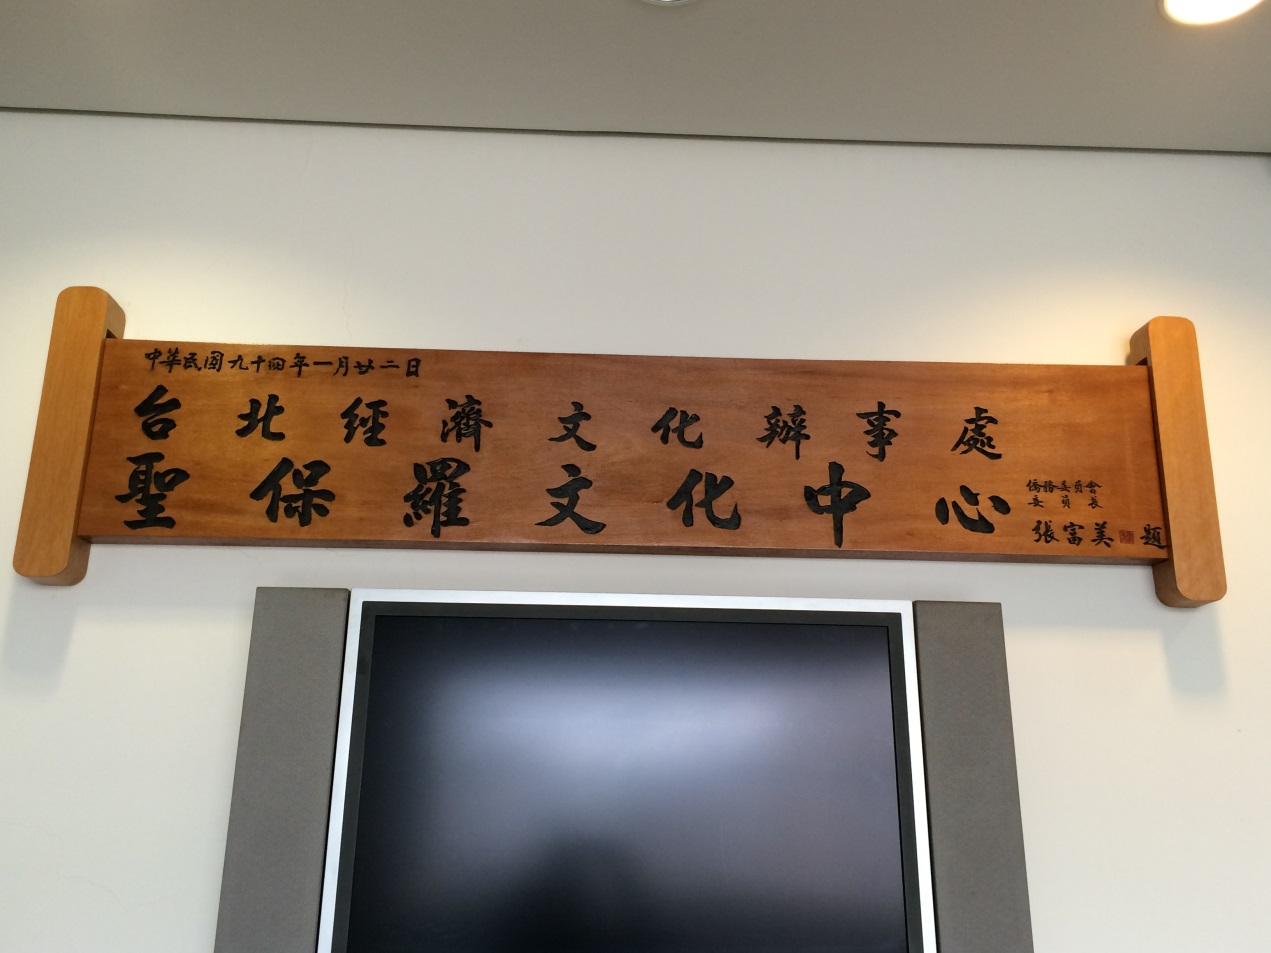 中華民國九十四年一月廿二日
台北經濟文化辦事處
聖保羅文化中心
僑務委員會
委員長
張富美 題